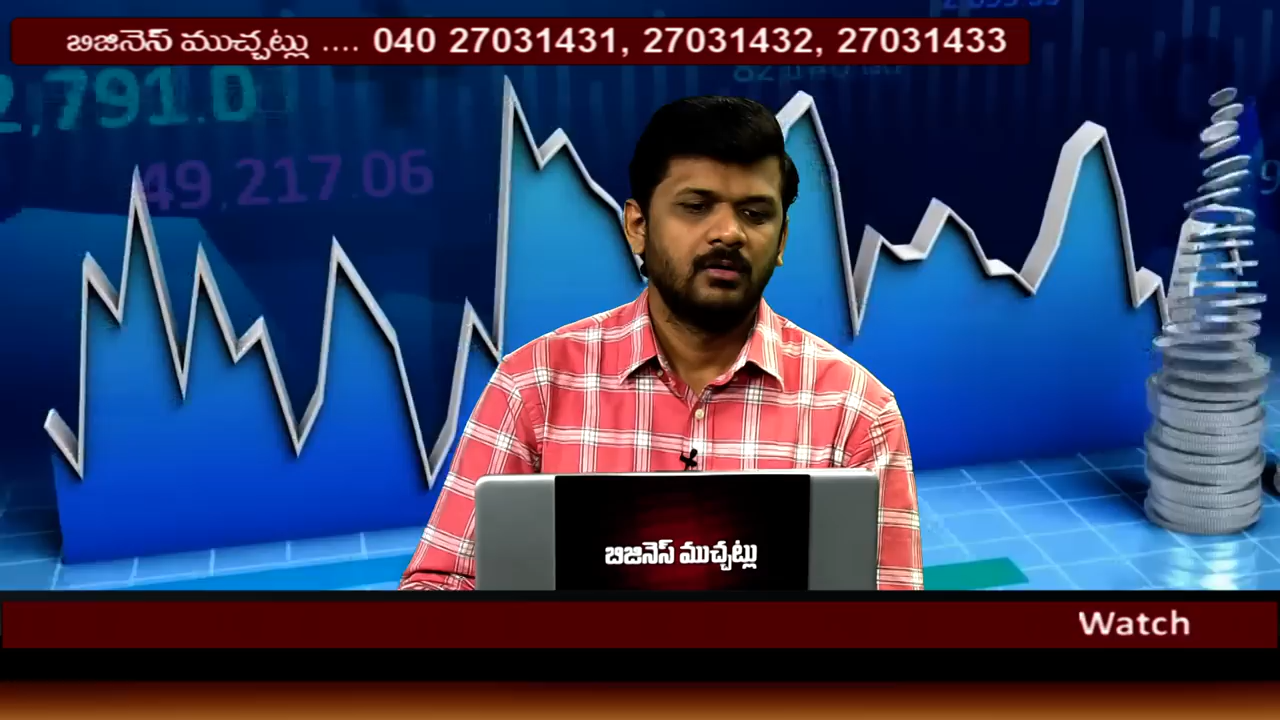 బిజినెస్ ముచ్చట్లు .... 040 27031431, 27031432, 27031433
2,791.0
49,217.06
బిజినెస్ ముచ్చట్లు
Watch